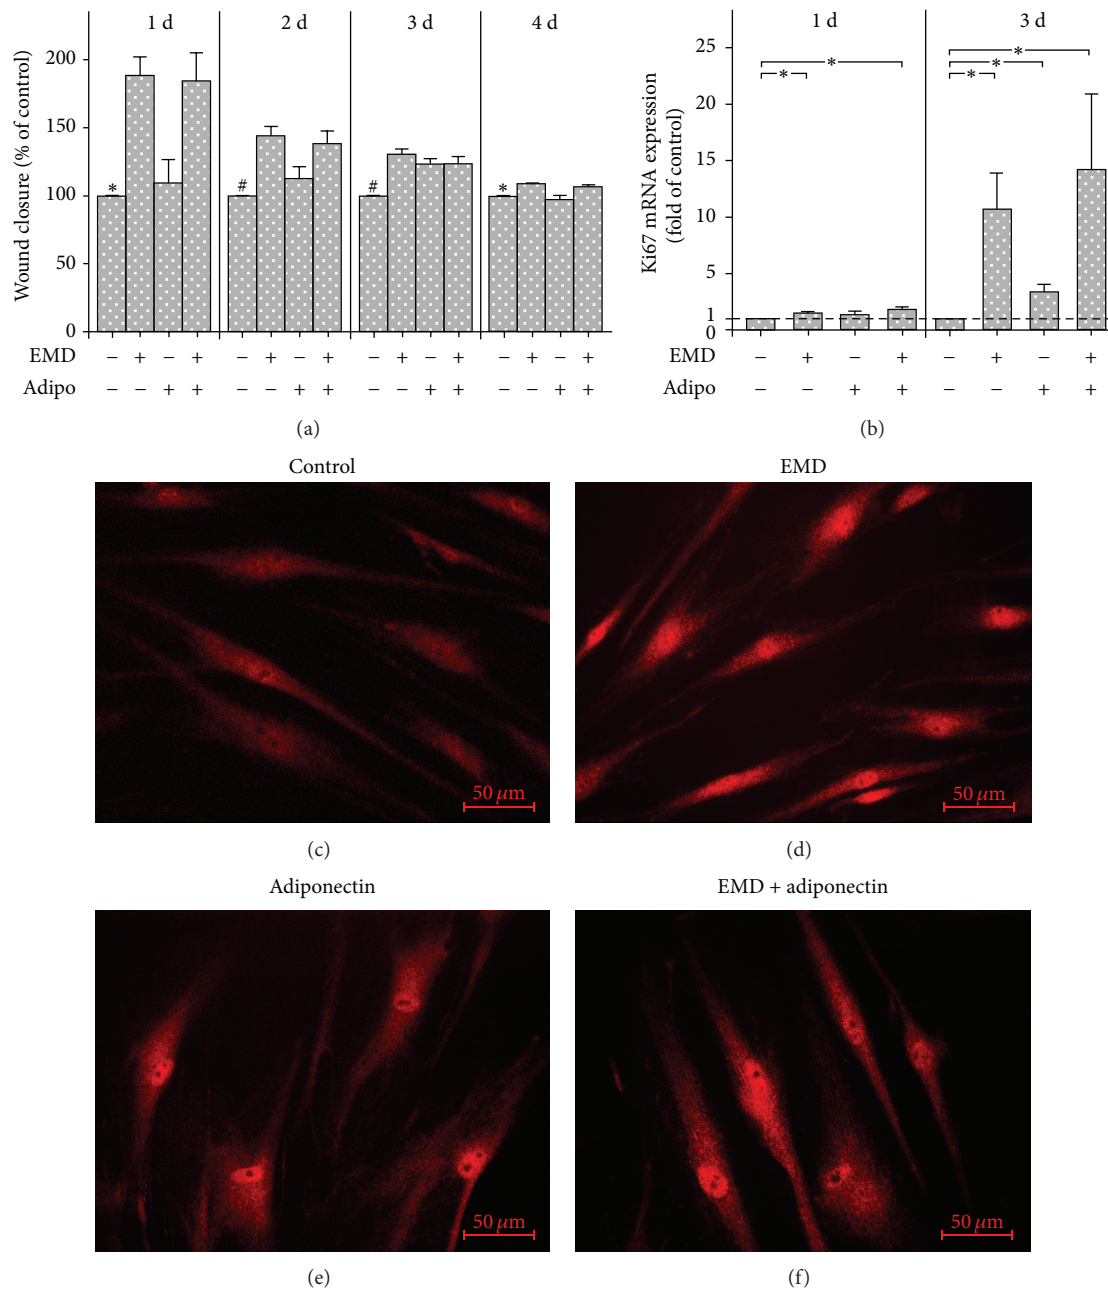 1 d 2 d 3 d 4 d
Wound closure (% of control)
200
150
100
50
0
* # # *
EMD − + − + − + − + − + − + − + − +
Adipo − − + + − − + + − − + + − − + +
(a)
1 d 3 d
Ki67 mRNA expression
(fold of control)
25
20
15
10
5
1
0
* * * * *
EMD − + − + − + − +
Adipo − − + + − − + +
(b)
Control
50 μm
(c)
EMD
50 μm
(d)
Adiponectin
50 μm
(e)
EMD + adiponectin
50 μm
(f)